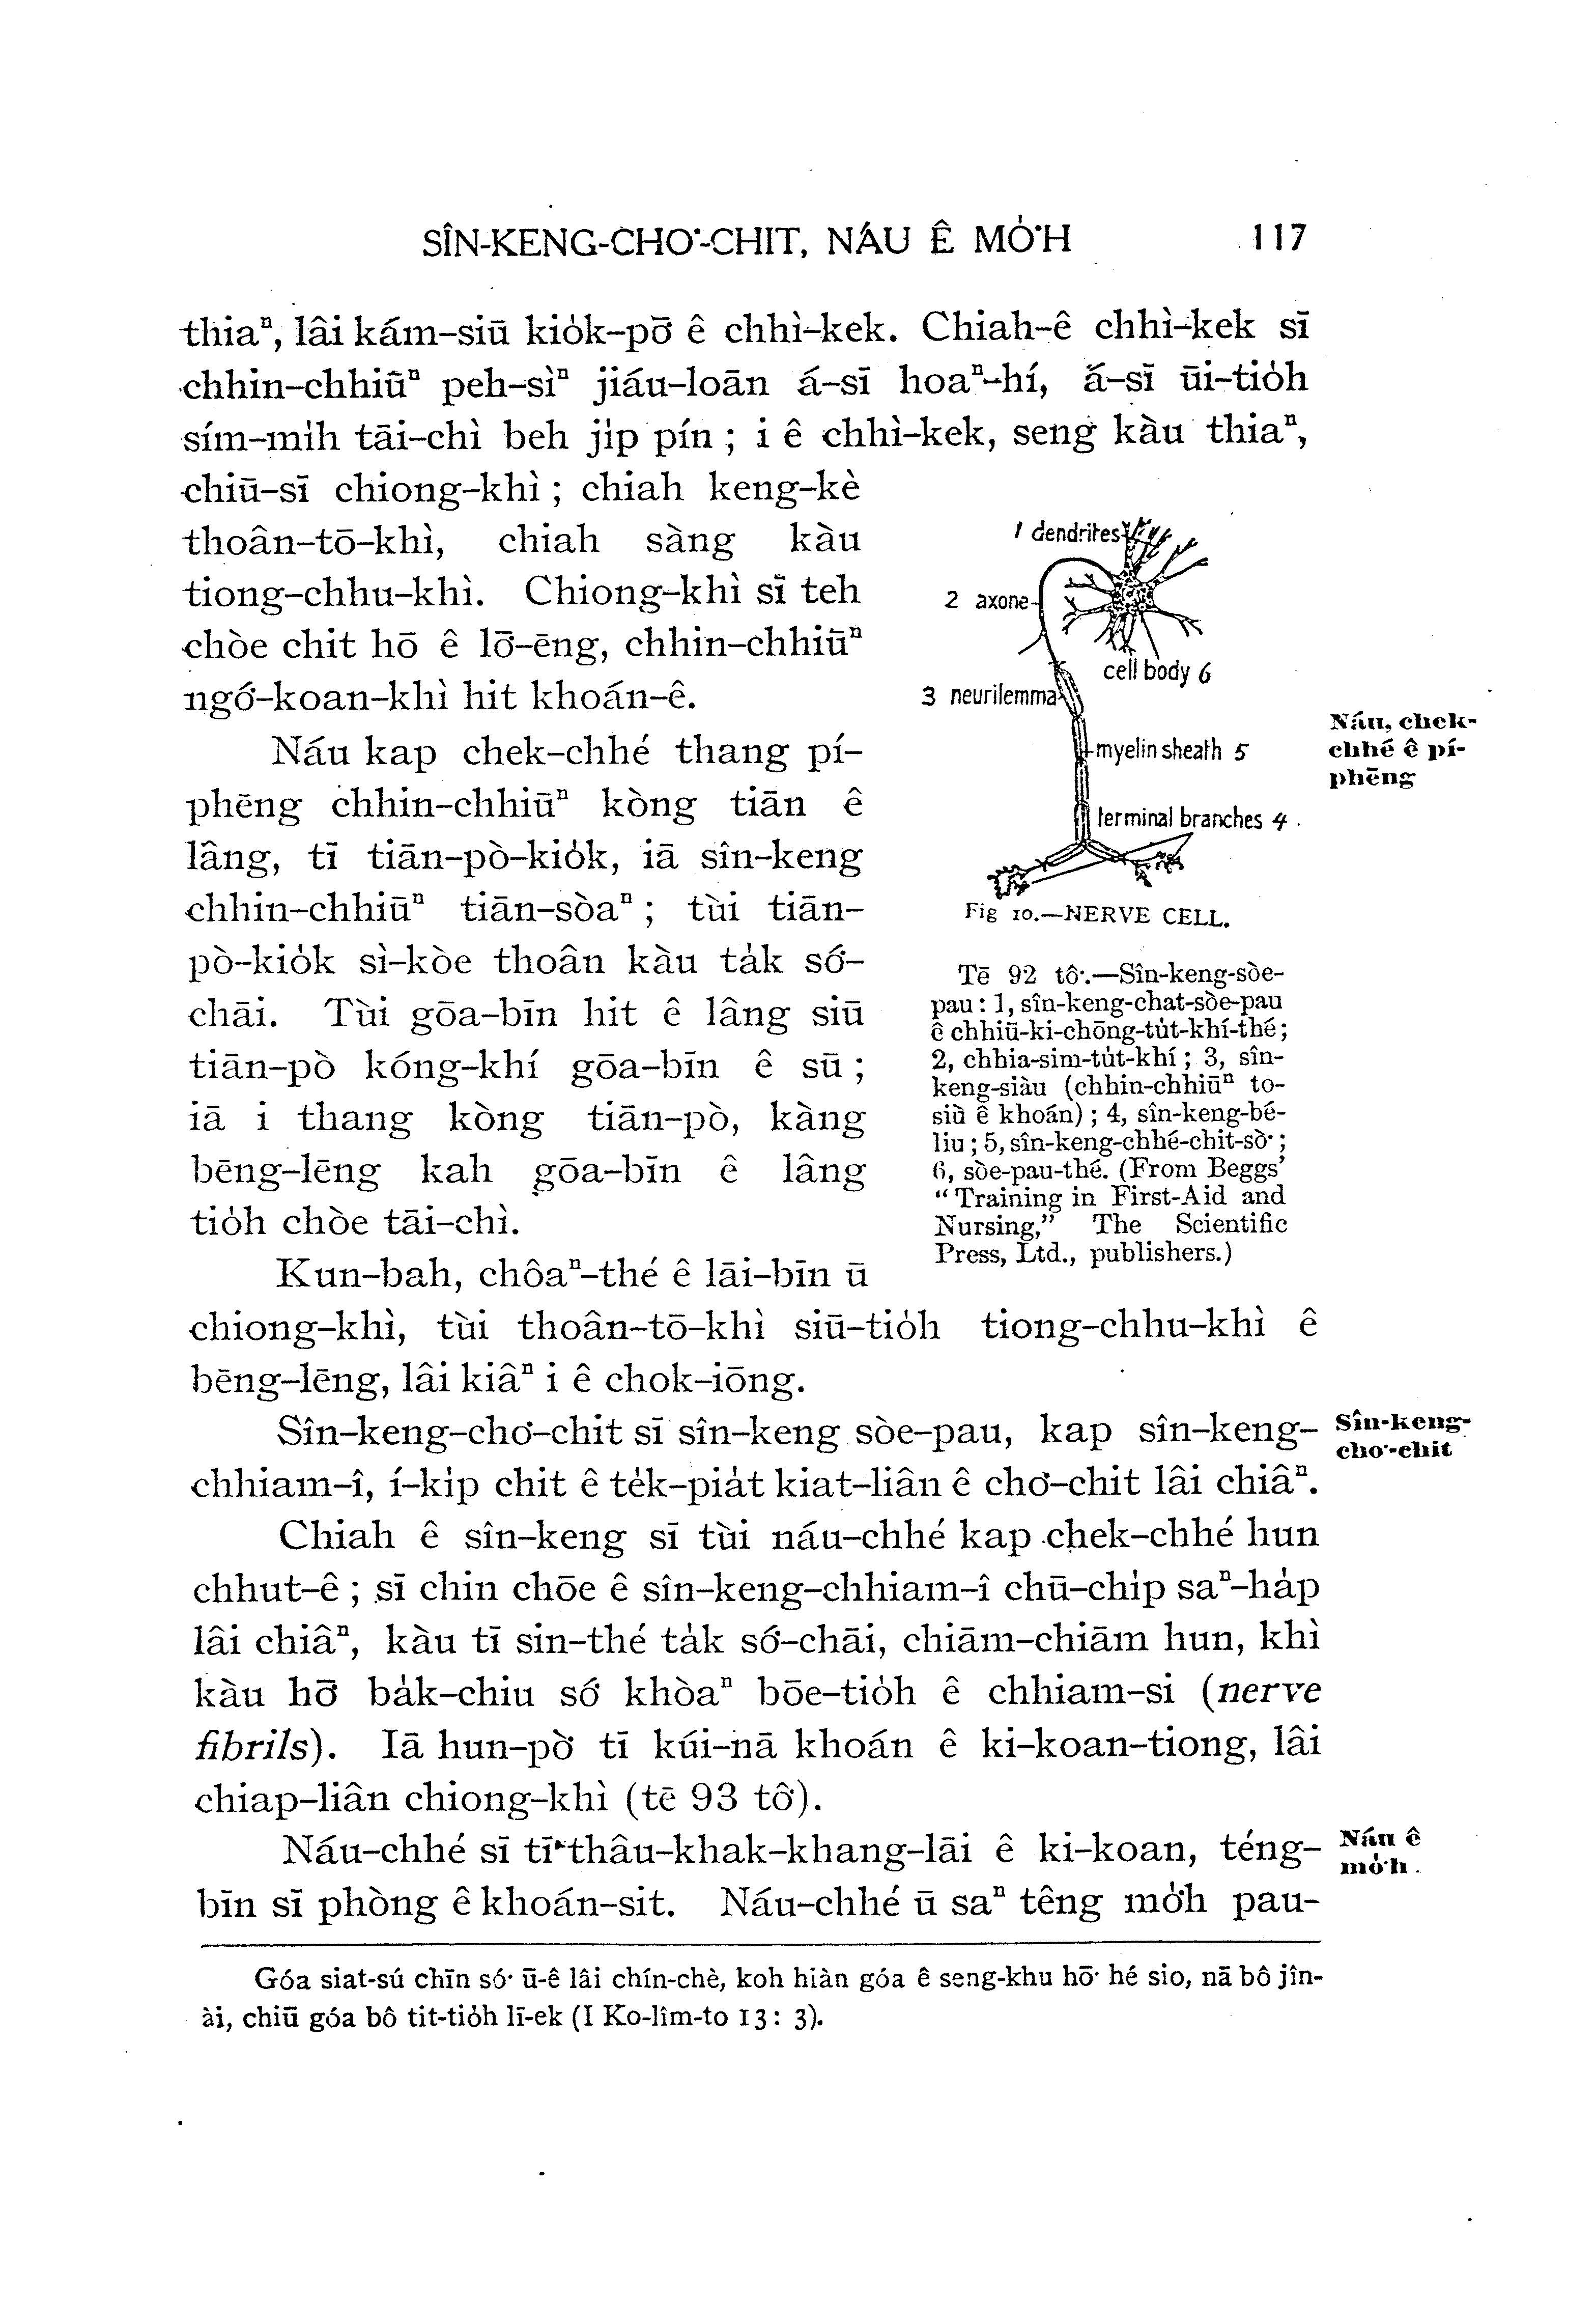 SÎN-KENG-CHO͘-CHIT, NÁU Ê MO̍͘H 117
thiaⁿ, lâi kám-siū kio̍k-pō͘ ê chhì-kek. Chiah-ê chhì-kek sī
chhin-chhiūⁿ peh-sìⁿ jiáu-loān á-sī hoaⁿ-hí, á-sī ūi-tio̍h
sím-mi̍h tāi-chì beh ji̍p pín ; i ê chhì-kek, seng kàu thiaⁿ,
chiū-sī chiong-khì ; chiah keng-kè
thoân-tō-khì, chiah sàng kàu
tiong-chhu-khì. Chiong-khì sī teh
chòe chit hō ê lō͘-ēng, chhin-chhiūⁿ
ngó͘-koan-khì hit khoán-ê.
Náu kap chek-chhé thang pí-
phēng chhin-chhiūⁿ kòng tiān ê
lâng, tī tiān-pò-kio̍k, iā sîn-keng
chhin-chhiūⁿ tiān-sòaⁿ ; tùi tiān-
pò-kio̍k sì-kòe thoân kàu ta̍k só͘-
chāi. Tùi gōa-bīn hit ê lâng siū
tiān-pò kóng-khí gōa-bīn ê sū ;
iā i thang kòng tiān-pò, kàng
bēng-lēng kah gōa-bīn ê lâng
tio̍h chòe tāi-chì.
1 dendrites
2 axone
cell body 6
3 neurilemma
myelin sheath 5
terminal branches 4
Fig 10.—NERVE CELL.
Tē 92 tô͘.—Sîn-keng-sòe-
pau : 1, sîn-keng-chat-sòe-pau
ê chhiū-ki-chōng-tu̍t-khí-thé ;
2, chhia-sim-tu̍t-khí ; 3, sîn-
keng-siàu (chhin-chhiūⁿ to-
siù ê khoán) ; 4, sîn-keng-bé-
liu ; 5, sîn-keng-chhé-chit-sò͘ ;
6, sòe-pau-thé. (From Beggs’
“Training in First-Aid and
Nursing,” The Scientific
Press, Ltd., publishers.)
Náu, chek-
chhé ê pí-
phēng
Kun-bah, chôaⁿ-thé ê lāi-bīn ū
chiong-khì, tùi thoân-tō-khì siū-tio̍h tiong-chhu-khì ê
bēng-lēng, lâi kiâⁿ i ê chok-iōng.
Sîn-keng-cho͘-chit sī sîn-keng sòe-pau, kap sîn-keng-
chhiam-î, í-ki̍p chit ê te̍k-pia̍t kiat-liân ê cho͘-chit lâi chiâⁿ.
Sîn-keng-
cho͘-chit
Chiah ê sîn-keng sī tùi náu-chhé kap chek-chhé hun
chhut-ê ; sī chin chōe ê sîn-keng-chhiam-î chū-chi̍p saⁿ-ha̍p
lâi chiâⁿ, kàu tī sin-thé ta̍k só͘-chāi, chiām-chiām hun, khì
kàu hō͘ ba̍k-chiu só͘ khòaⁿ bōe-tio̍h ê chhiam-si (nerve
fibrils). Iā hun-pò͘ tī kúi-nā khoán ê ki-koan-tiong, lâi
chiap-liân chiong-khì (tē 93 tô͘).
Náu-chhé sī tī thâu-khak-khang-lāi ê ki-koan, téng-
bīn sī phòng ê khoán-sit. Náu-chhé ū saⁿ têng mo̍͘h pau-
Náu ê
mo̍͘h.
Góa siat-sú chīn só͘ ū-ê lâi chín-chè, koh hiàn góa ê seng-khu hō͘ hé sio, nā bô jîn-
ài, chiū góa bô tit-tio̍h lī-ek (I Ko-lîm-to 13 : 3).